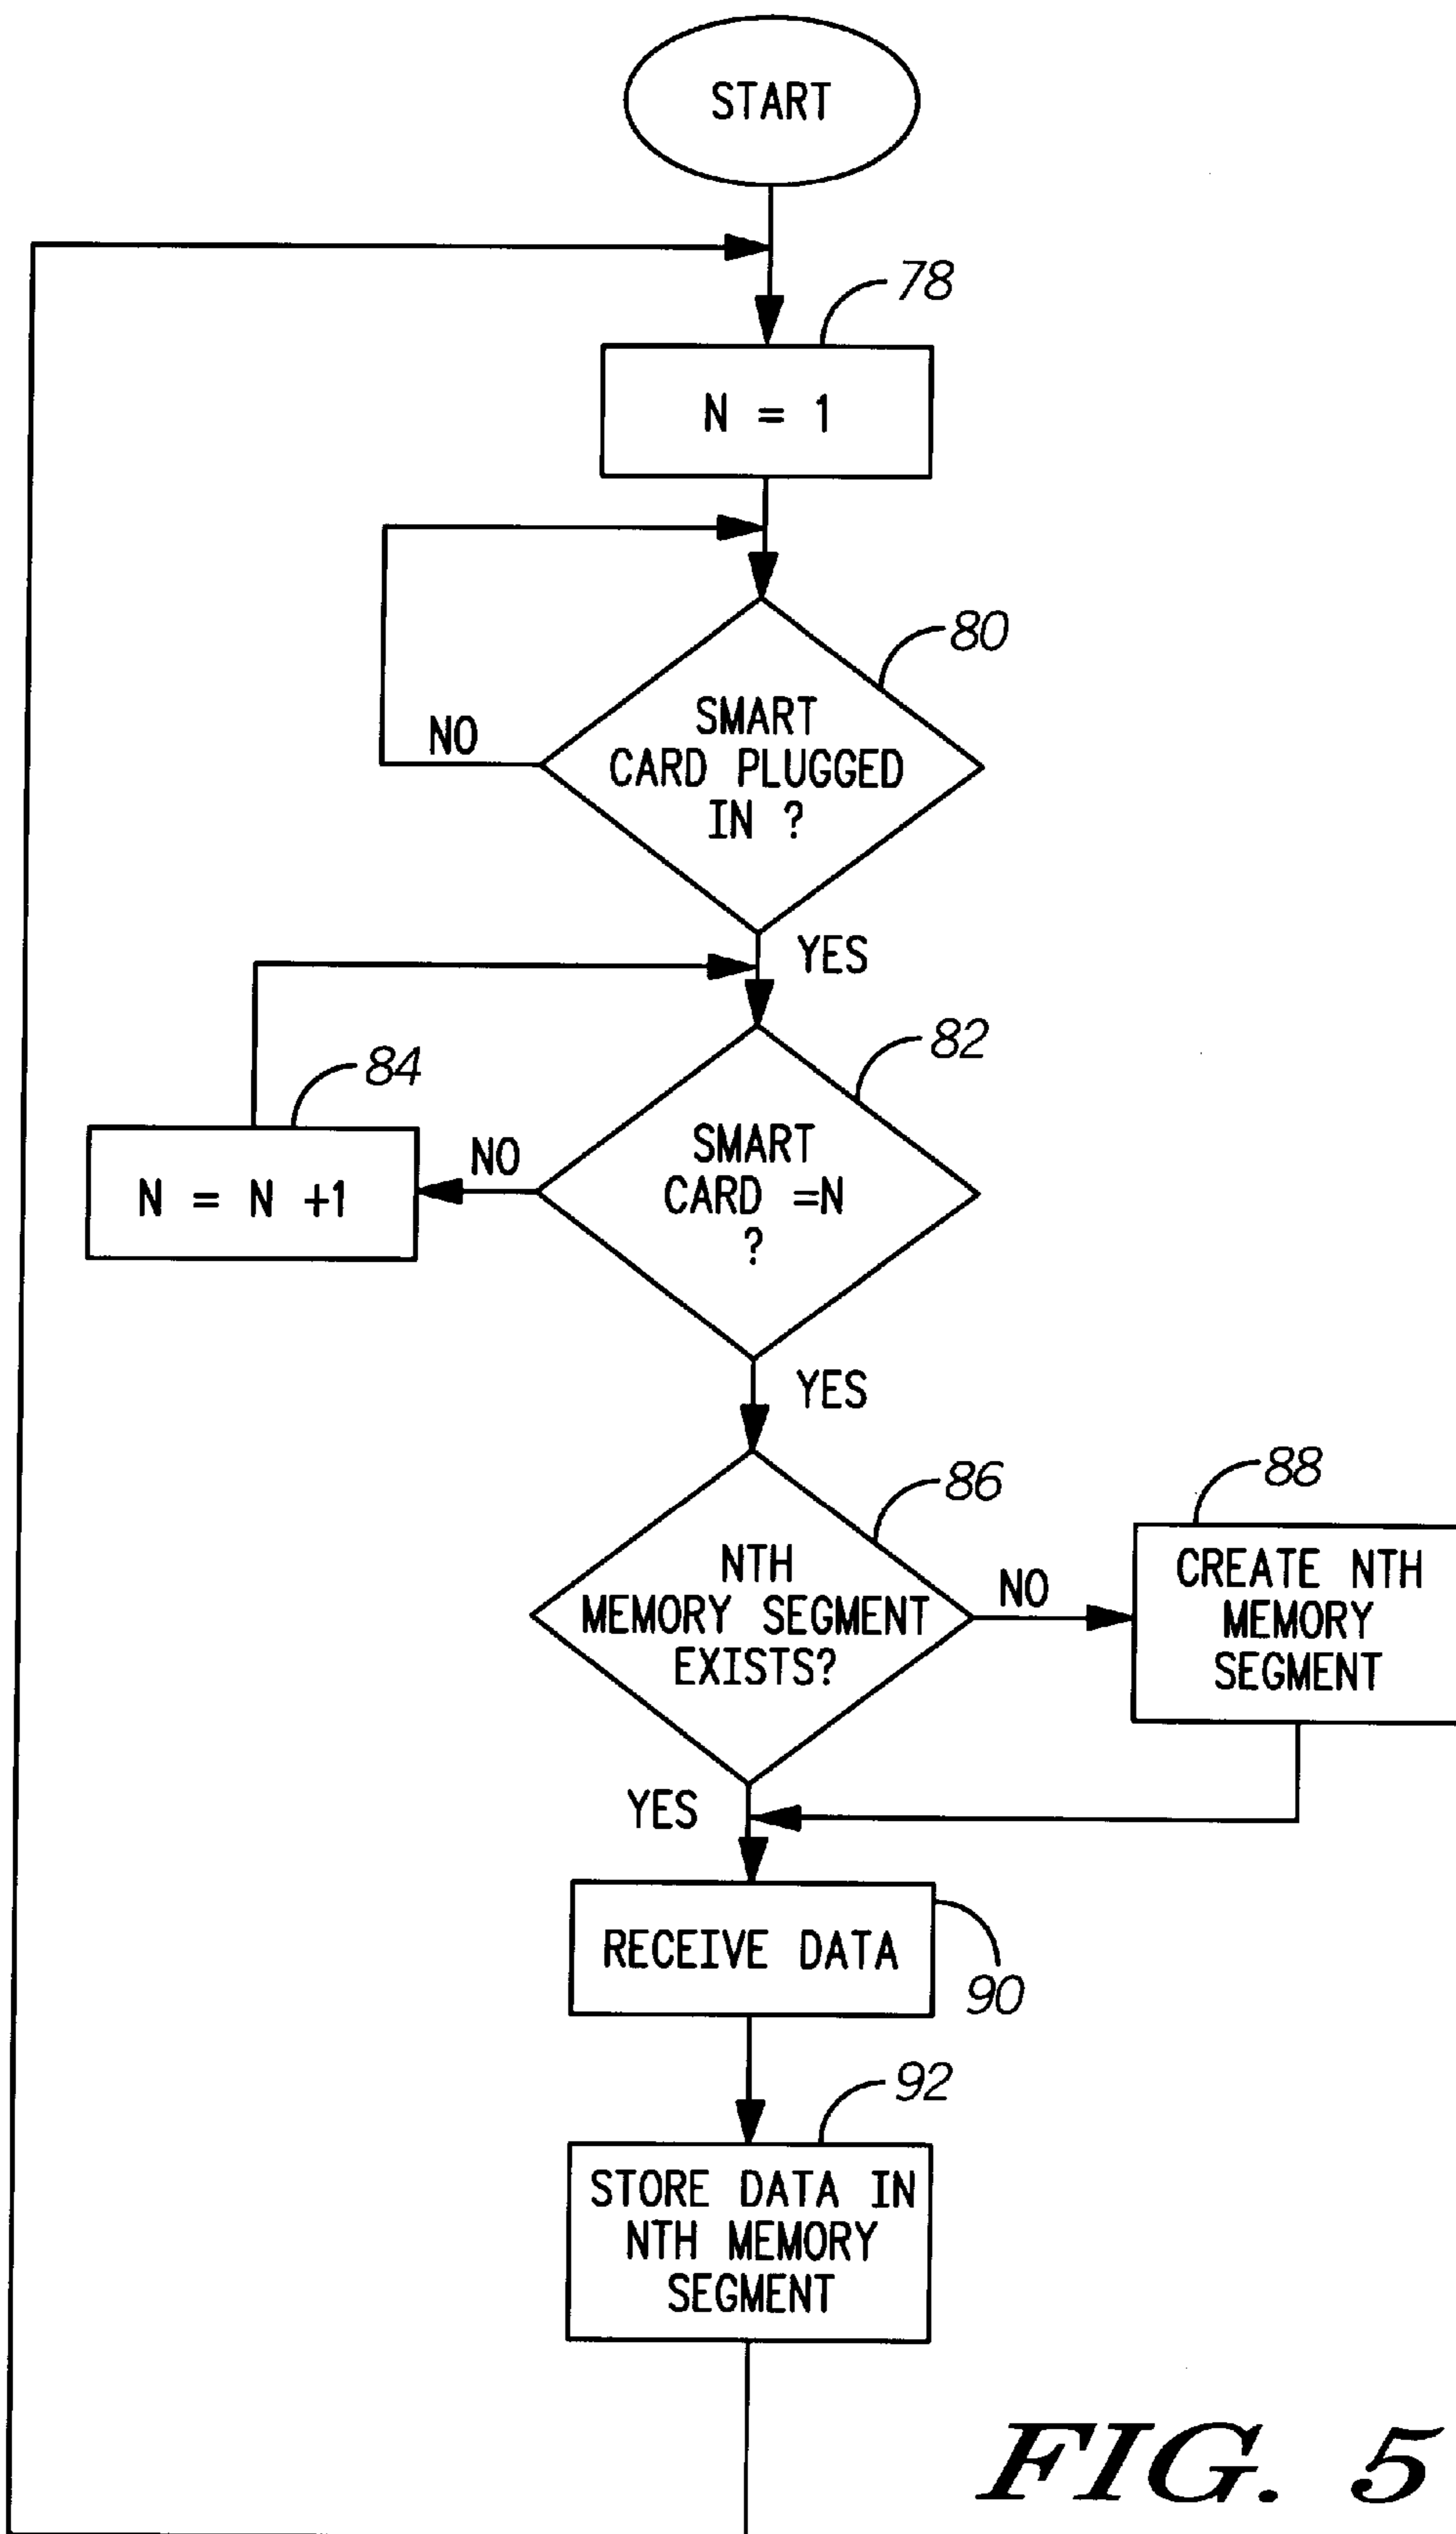 START
78
N = 1
80
SMART
CARD PLUGGED
IN ?
NO
YES
82
84
SMART
CARD =N
?
NO
N = N +1
YES
86
88
NTH
MEMORY SEGMENT
EXISTS?
NO
CREATE NTH
MEMORY
SEGMENT
YES
RECEIVE DATA
90
92
STORE DATA IN
NTH MEMORY
SEGMENT
FIG. 5